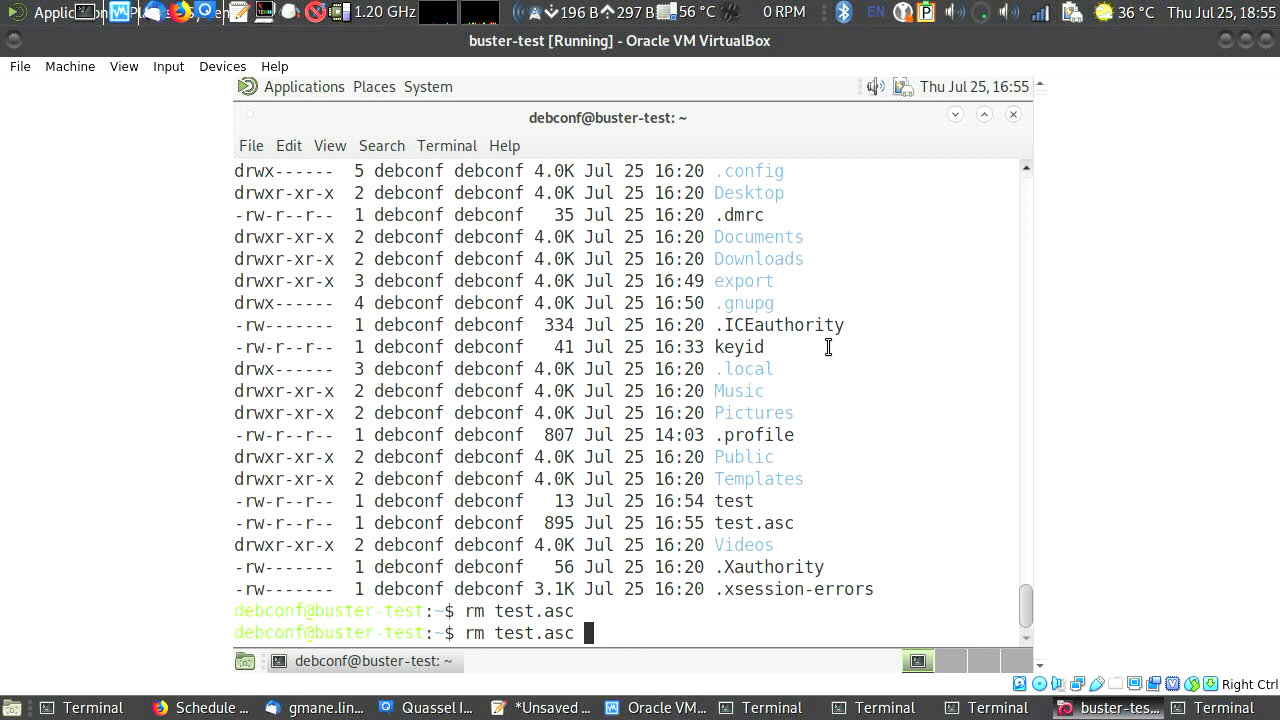 1.20 GHz 196 B 297 B 56 °C 0 RPM EN 36 °C Thu Jul 25, 18:55
buster-test [Running] - Oracle VM VirtualBox
File Machine View Input Devices Help
Applications Places System Thu Jul 25, 16:55
debconf@buster-test: ~
File Edit View Search Terminal Help
drwx------ 5 debconf debconf 4.0K Jul 25 16:20 .config
drwxr-xr-x 2 debconf debconf 4.0K Jul 25 16:20 Desktop
-rw-r--r-- 1 debconf debconf 35 Jul 25 16:20 .dmrc
drwxr-xr-x 2 debconf debconf 4.0K Jul 25 16:20 Documents
drwxr-xr-x 2 debconf debconf 4.0K Jul 25 16:20 Downloads
drwxr-xr-x 3 debconf debconf 4.0K Jul 25 16:49 export
drwx------ 4 debconf debconf 4.0K Jul 25 16:50 .gnupg
-rw------- 1 debconf debconf 334 Jul 25 16:20 .ICEauthority
-rw-r--r-- 1 debconf debconf 41 Jul 25 16:33 keyid
drwx------ 3 debconf debconf 4.0K Jul 25 16:20 .local
drwxr-xr-x 2 debconf debconf 4.0K Jul 25 16:20 Music
drwxr-xr-x 2 debconf debconf 4.0K Jul 25 16:20 Pictures
-rw-r--r-- 1 debconf debconf 807 Jul 25 14:03 .profile
drwxr-xr-x 2 debconf debconf 4.0K Jul 25 16:20 Public
drwxr-xr-x 2 debconf debconf 4.0K Jul 25 16:20 Templates
-rw-r--r-- 1 debconf debconf 13 Jul 25 16:54 test
-rw-r--r-- 1 debconf debconf 895 Jul 25 16:55 test.asc
drwxr-xr-x 2 debconf debconf 4.0K Jul 25 16:20 Videos
-rw------- 1 debconf debconf 56 Jul 25 16:20 .Xauthority
-rw------- 1 debconf debconf 3.1K Jul 25 16:20 .xsession-errors
debconf@buster-test:~$ rm test.asc
debconf@buster-test:~$ rm test.asc
debconf@buster-test: ~
Right Ctrl
Terminal Schedule ... gmane.lin... Quassel I... *Unsaved ... Oracle VM... Terminal Terminal Terminal buster-tes... Terminal